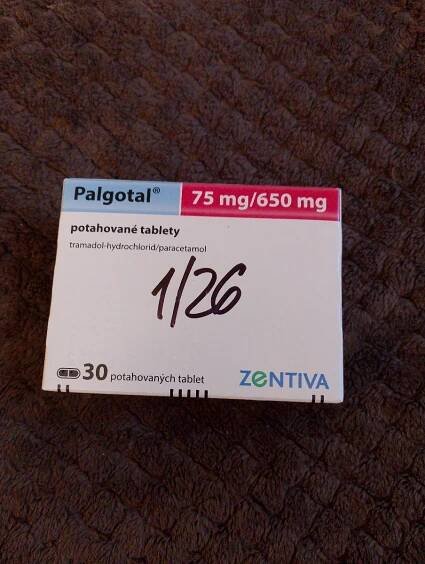 Palgotal® 75 mg/650 mg
potahované tablety
tramadol-hydrochlorid/paracetamol
1/26
30 potahovaných tablet
ZENTIVA